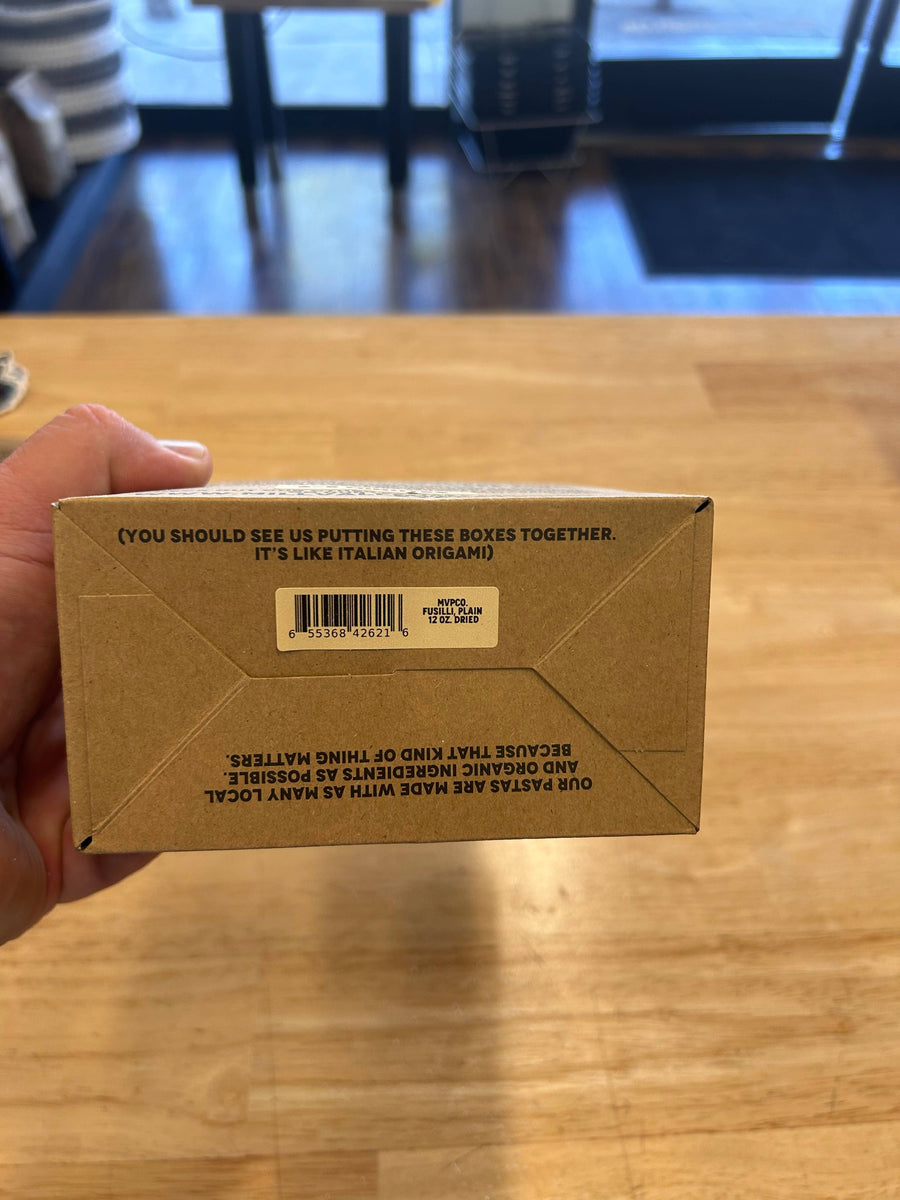 (YOU SHOULD SEE US PUTTING THESE BOXES TOGETHER.
IT'S LIKE ITALIAN ORIGAMI)
6 55368 42621 6
MVPCO.
FUSILLI, PLAIN
12 OZ. DRIED
OUR PASTAS ARE MADE WITH AS MANY LOCAL
AND ORGANIC INGREDIENTS AS POSSIBLE.
BECAUSE THAT KIND OF THING MATTERS.